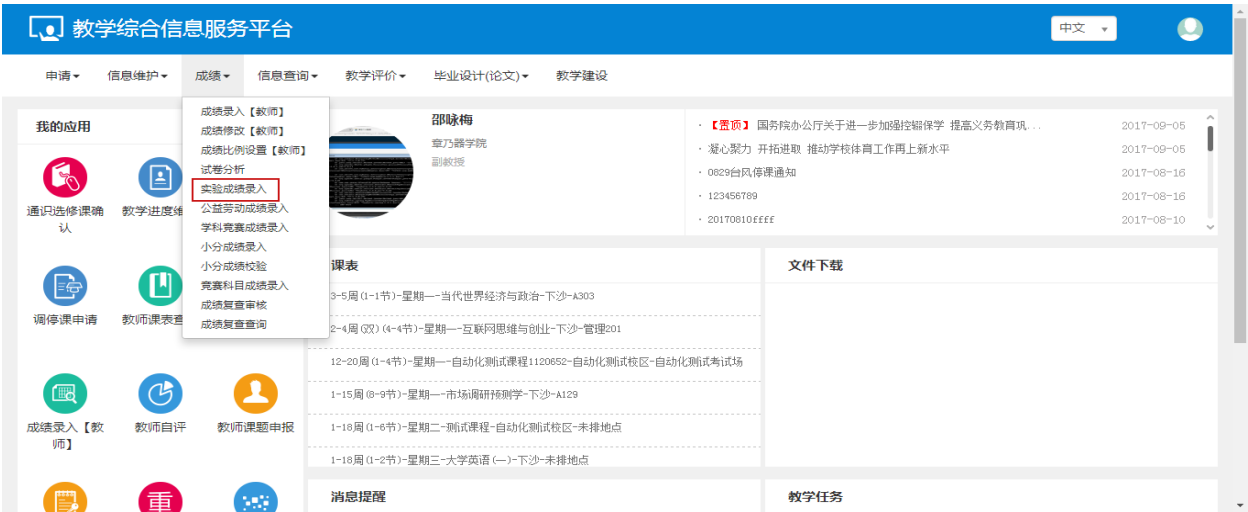 教学综合信息服务平台
中文
申请 信息维护 成绩 信息查询 教学评价 毕业设计(论文) 教学建设
我的应用
通识选修课确
认
教学进度维
调停课申请
教师课表查
成绩录入【教
师】
教师自评
教师课题申报
重
成绩录入【教师】
成绩修改【教师】
成绩比例设置【教师】
试卷分析
实验成绩录入
公益劳动成绩录入
学科竞赛成绩录入
小分成绩录入
小分成绩校验
竞赛科目成绩录入
成绩复查审核
成绩复查查询
邵咏梅
章乃器学院
副教授
· 【置顶】 国务院办公厅关于进一步加强控辍保学 提高义务教育巩... 2017-09-05
· 凝心聚力 开拓进取 推动学校体育工作再上新水平 2017-09-05
· 0829台风停课通知 2017-08-16
· 123456789 2017-08-16
· 20170810ffff 2017-08-10
课表
3-5周(1-1节)-星期一-当代世界经济与政治-下沙-A303
2-4周(双)(4-4节)-星期一-互联网思维与创业-下沙-管理201
12-20周(1-4节)-星期一-自动化测试课程1120652-自动化测试校区-自动化测试考试场
1-15周(8-9节)-星期一-市场调研预测学-下沙-A129
1-18周(1-6节)-星期二-测试课程-自动化测试校区-未排地点
1-18周(1-2节)-星期三-大学英语(一)-下沙-未排地点
文件下载
消息提醒
教学任务